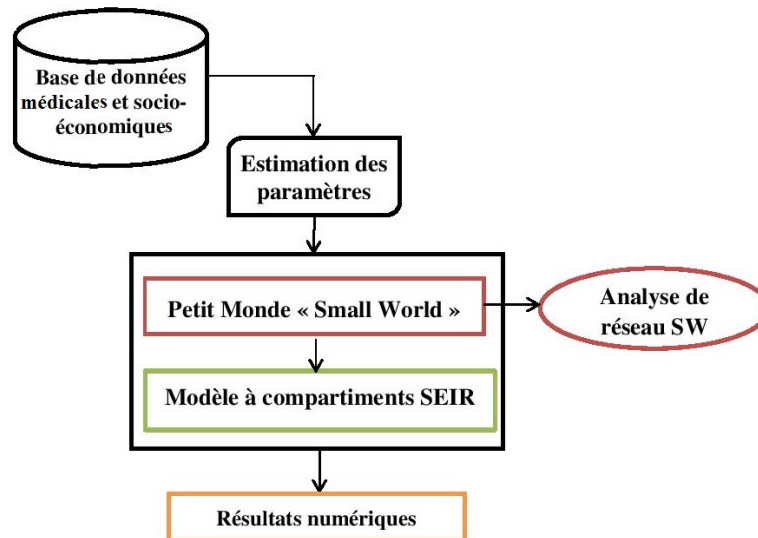 Base de données
médicales et socio-
économiques
Estimation des
paramètres
Petit Monde « Small World »
Analyse de
réseau SW
Modèle à compartiments SEIR
Résultats numériques